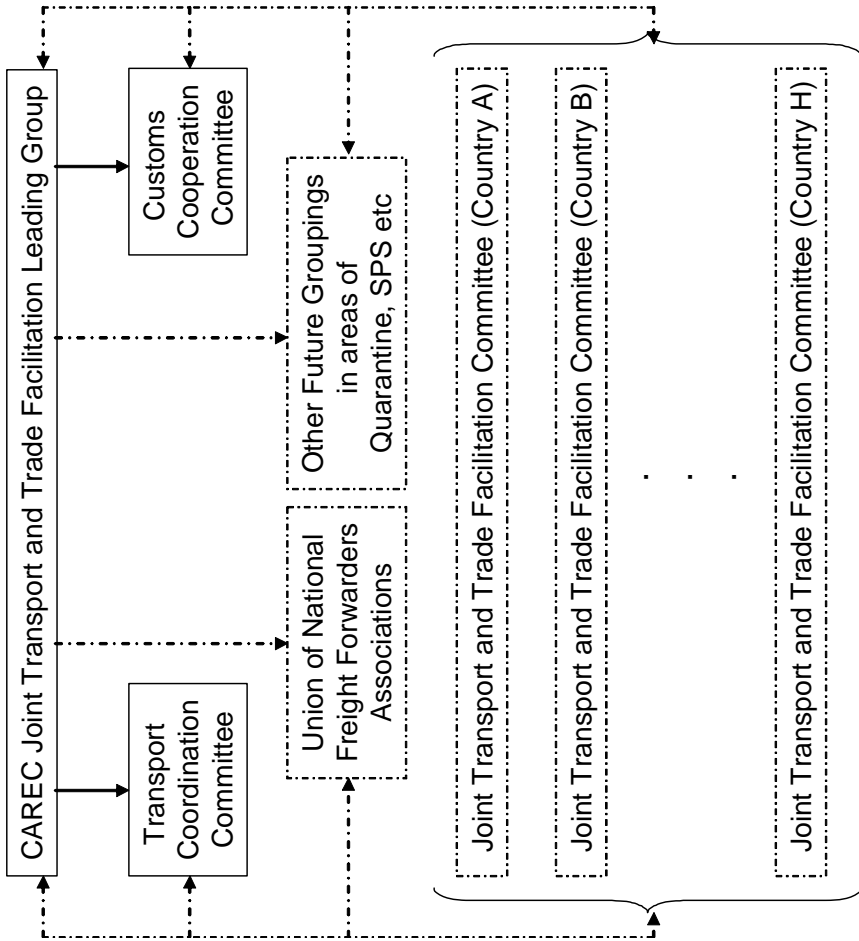 CAREC Joint Transport and Trade Facilitation Leading Group
Transport
Coordination
Committee
Customs
Cooperation
Committee
Union of National
Freight Forwarders
Associations
Other Future Groupings
in areas of
Quarantine, SPS etc
Joint Transport and Trade Facilitation Committee (Country A)
Joint Transport and Trade Facilitation Committee (Country B)
. . .
Joint Transport and Trade Facilitation Committee (Country H)